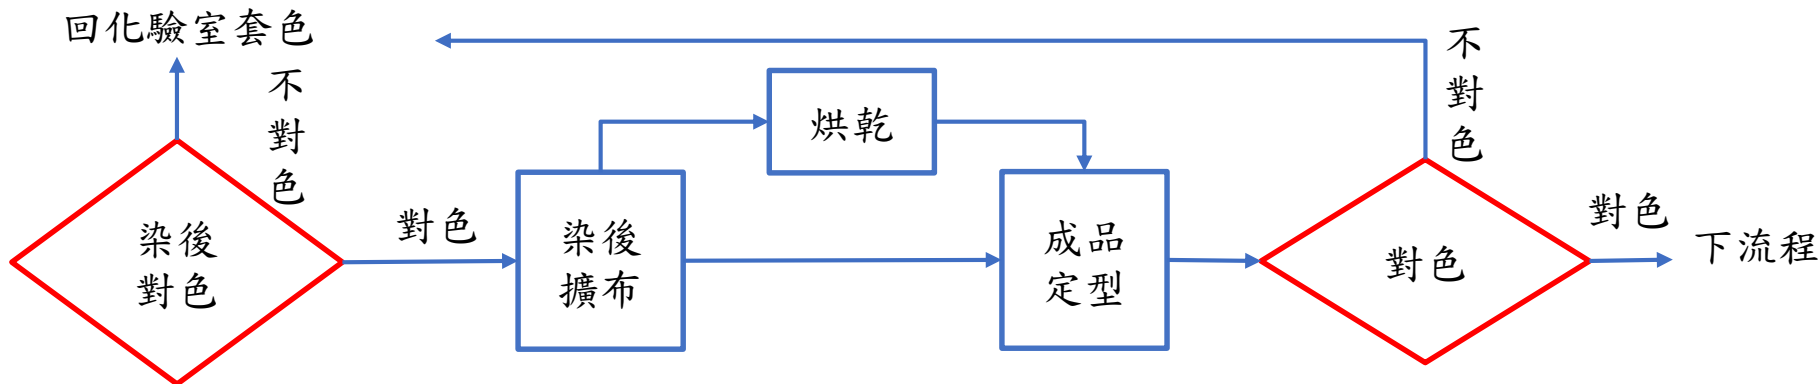 回化驗室套色
不
對
色
染後
對色
對色
染後
擴布
烘乾
成品
定型
不
對
色
對色
對色
下流程